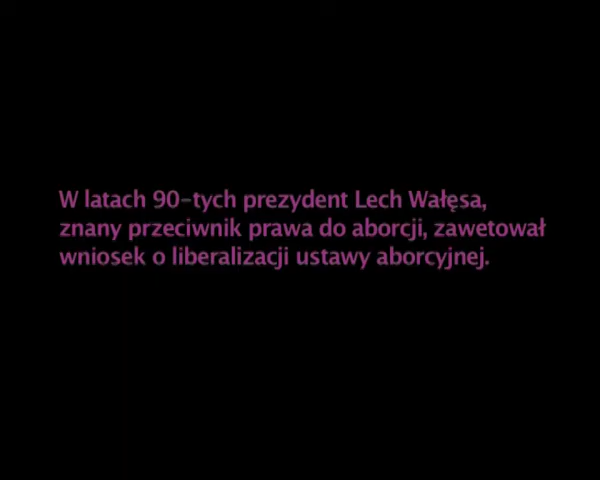 W latach 90-tych prezydent Lech Wałęsa,
znany przeciwnik prawa do aborcji, zawetował
wniosek o liberalizacji ustawy aborcyjnej.